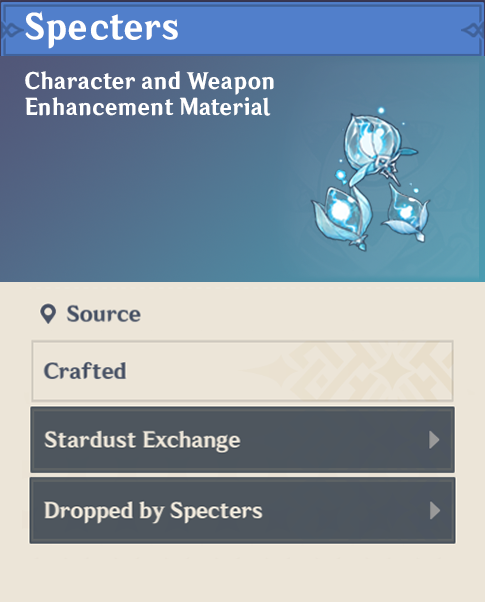 Specters
Character and Weapon
Enhancement Material
Source
Crafted
Stardust Exchange
Dropped by Specters